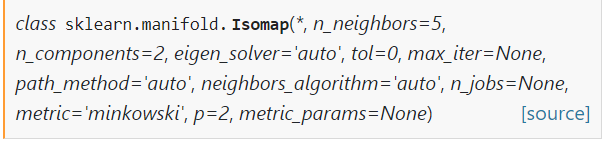 class sklearn.manifold.Isomap(*, n_neighbors=5,
n_components=2, eigen_solver='auto', tol=0, max_iter=None,
path_method='auto', neighbors_algorithm='auto', n_jobs=None,
metric='minkowski', p=2, metric_params=None) [source]